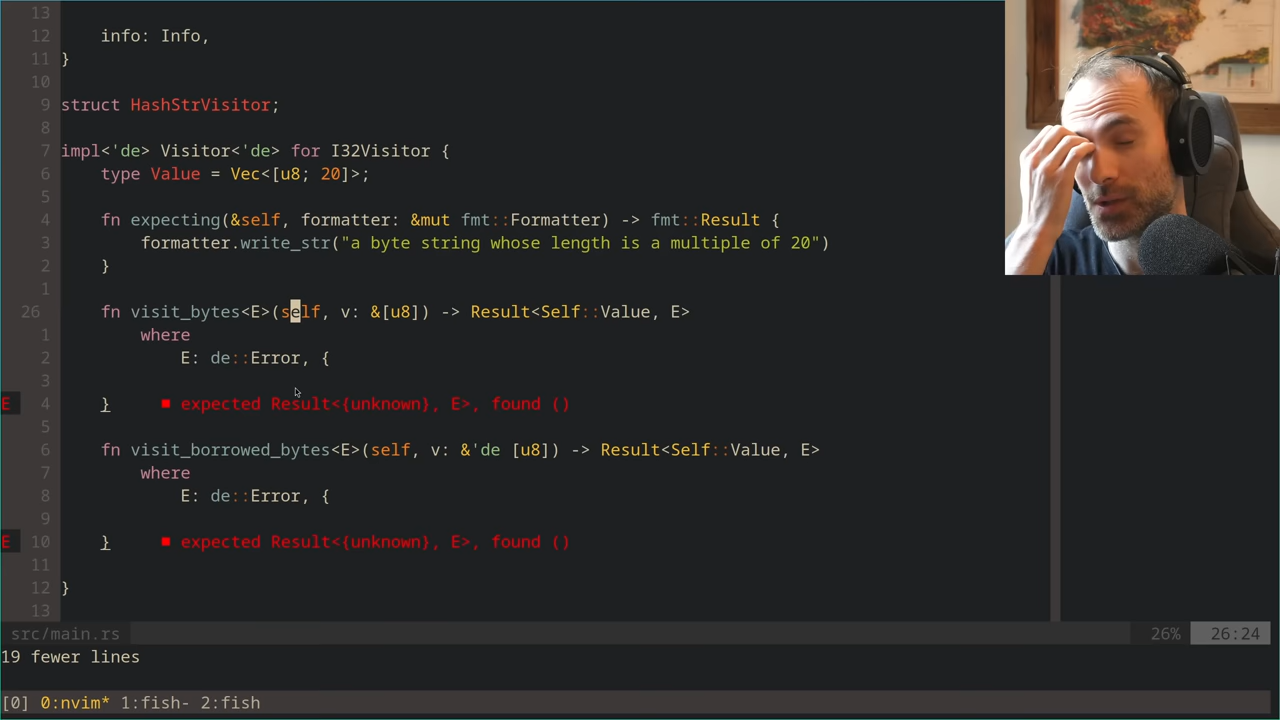 13
12     info: Info,
11 }
10
9 struct HashStrVisitor;
8
7 impl<'de> Visitor<'de> for I32Visitor {
6     type Value = Vec<[u8; 20]>;
5
4     fn expecting(&self, formatter: &mut fmt::Formatter) -> fmt::Result {
3         formatter.write_str("a byte string whose length is a multiple of 20")
2     }
1
26     fn visit_bytes<E>(self, v: &[u8]) -> Result<Self::Value, E>
1         where
2             E: de::Error, {
3
E 4     }     ■ expected Result<{unknown}, E>, found ()
5
6     fn visit_borrowed_bytes<E>(self, v: &'de [u8]) -> Result<Self::Value, E>
7         where
8             E: de::Error, {
9
E 10     }     ■ expected Result<{unknown}, E>, found ()
11
12 }
13
src/main.rs 26% 26:24
19 fewer lines
[0] 0:nvim* 1:fish- 2:fish